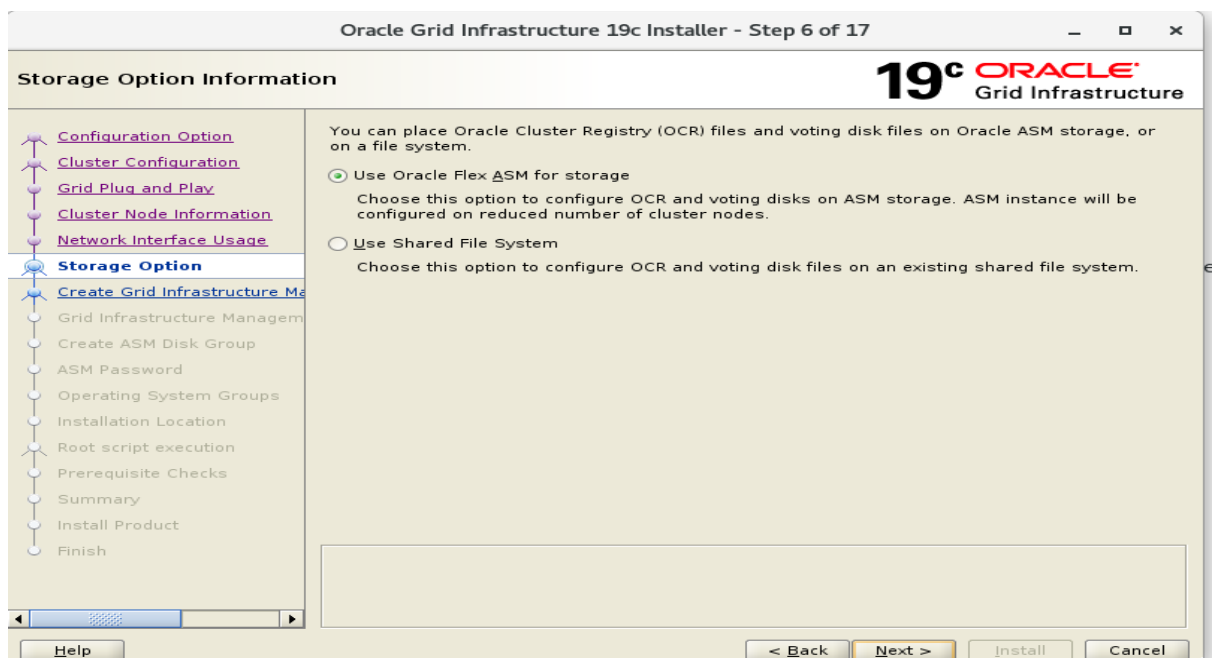 Oracle Grid Infrastructure 19c Installer - Step 6 of 17
Storage Option Information
19c ORACLE
Grid Infrastructure
Configuration Option
Cluster Configuration
Grid Plug and Play
Cluster Node Information
Network Interface Usage
Storage Option
Create Grid Infrastructure Ma
Grid Infrastructure Managem
Create ASM Disk Group
ASM Password
Operating System Groups
Installation Location
Root script execution
Prerequisite Checks
Summary
Install Product
Finish
You can place Oracle Cluster Registry (OCR) files and voting disk files on Oracle ASM storage, or
on a file system.
Use Oracle Flex ASM for storage
Choose this option to configure OCR and voting disks on ASM storage. ASM instance will be
configured on reduced number of cluster nodes.
Use Shared File System
Choose this option to configure OCR and voting disk files on an existing shared file system.
Help
< Back
Next >
Install
Cancel